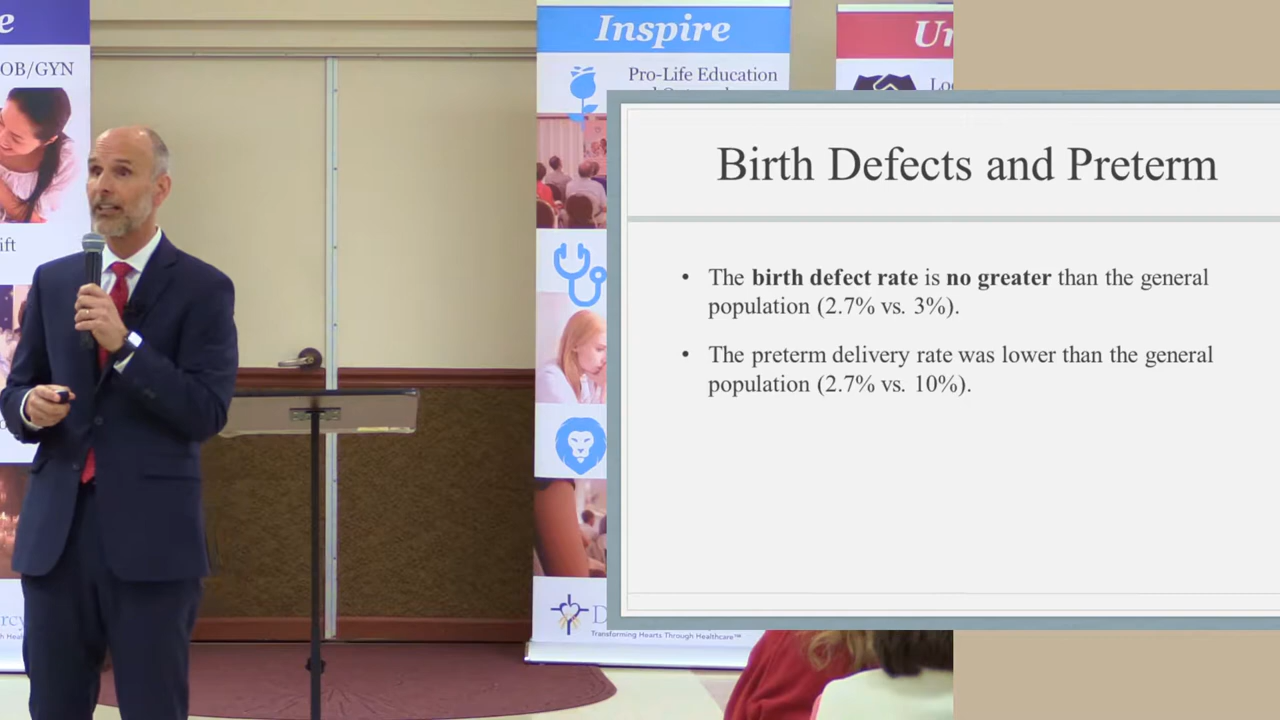 e
OB/GYN
ift
Inspire
Pro-Life Education
Birth Defects and Preterm
• The birth defect rate is no greater than the general
population (2.7% vs. 3%).
• The preterm delivery rate was lower than the general
population (2.7% vs. 10%).
Transforming Hearts Through Healthcare℠